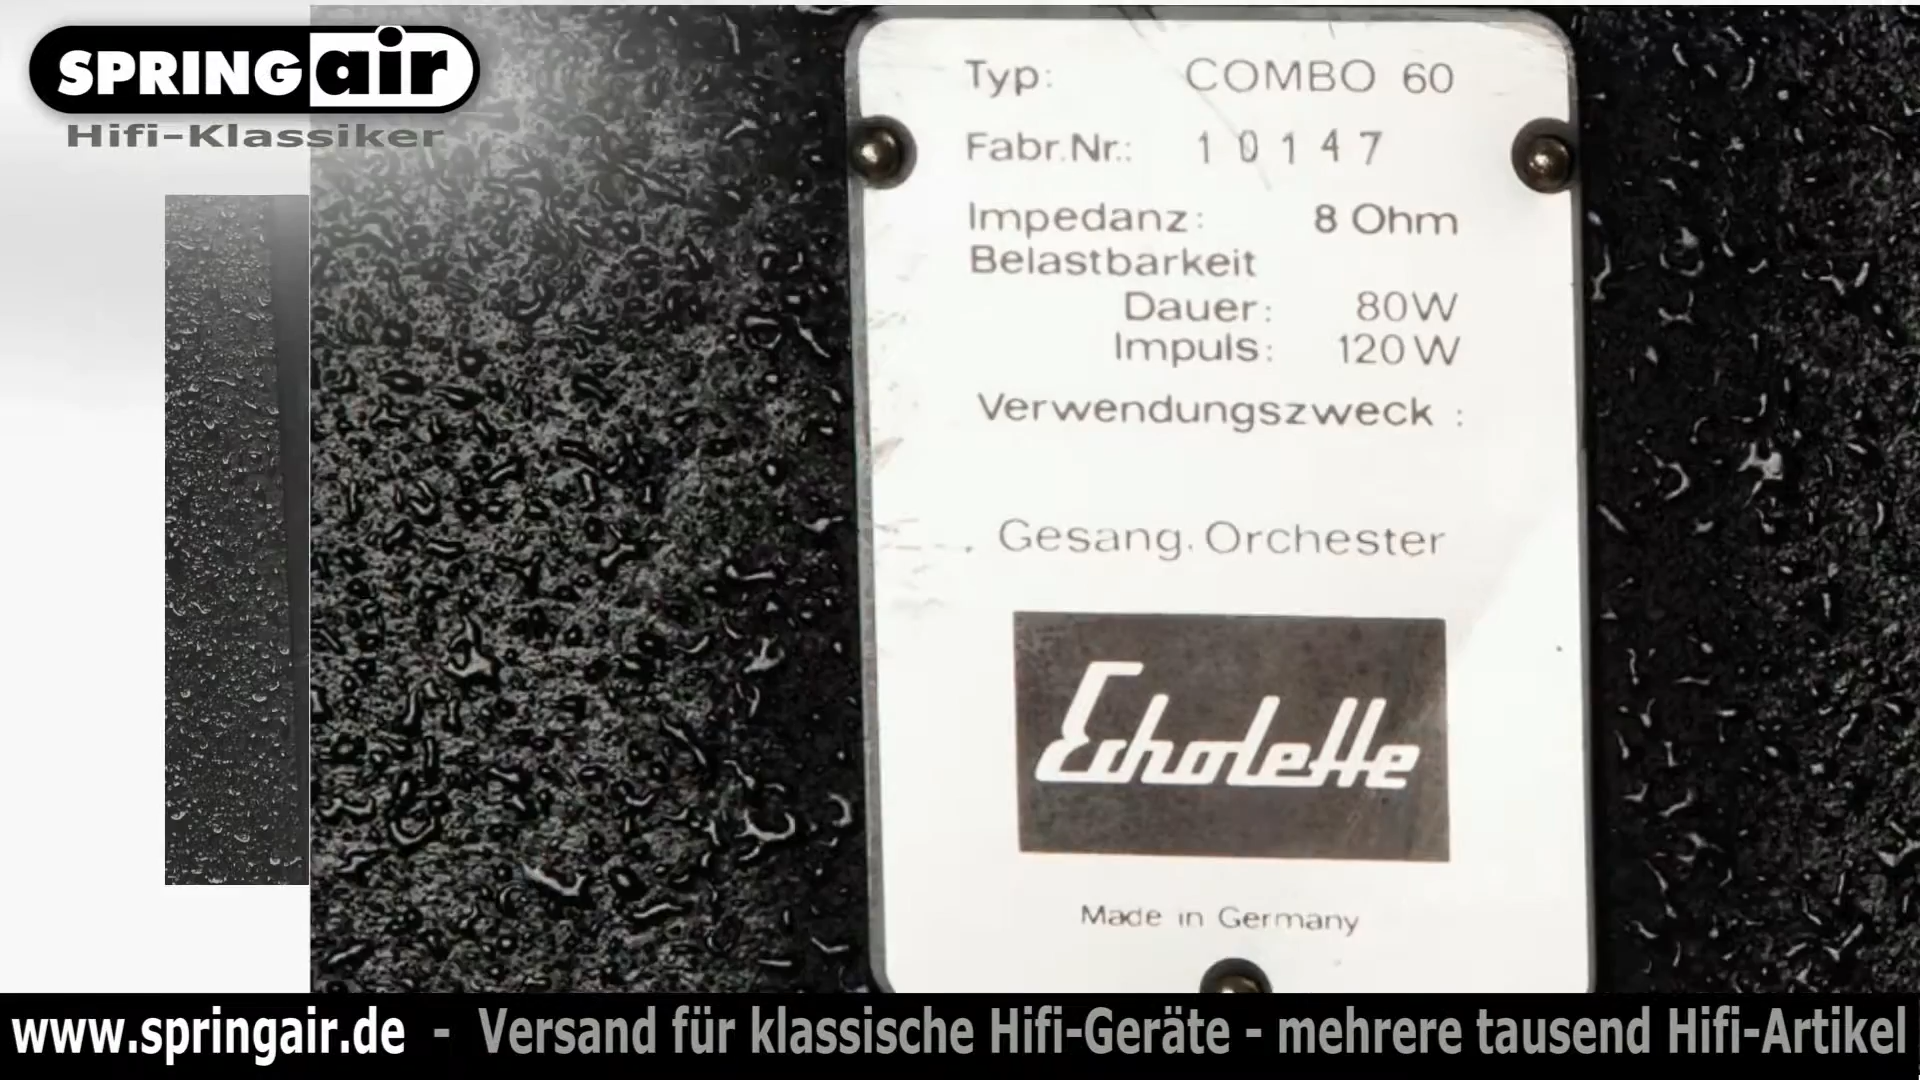 SPRINGair
Hifi-Klassiker
Typ: COMBO 60
Fabr.Nr.: 10147
Impedanz: 8 Ohm
Belastbarkeit
Dauer: 80W
Impuls: 120W
Verwendungszweck :
Gesang. Orchester
Echolette
Made in Germany
www.springair.de - Versand für klassische Hifi-Geräte - mehrere tausend Hifi-Artikel